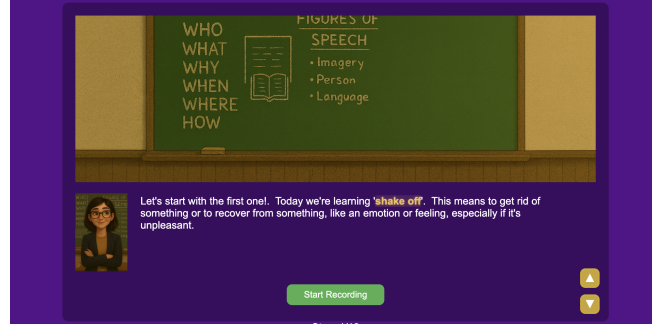 WHO
WHAT
WHY
WHEN
WHERE
HOW
FIGURES OF
SPEECH
• Imagery
• Person
• Language
Let's start with the first one!.  Today we're learning 'shake off'.  This means to get rid of
something or to recover from something, like an emotion or feeling, especially if it's
unpleasant.
Start Recording